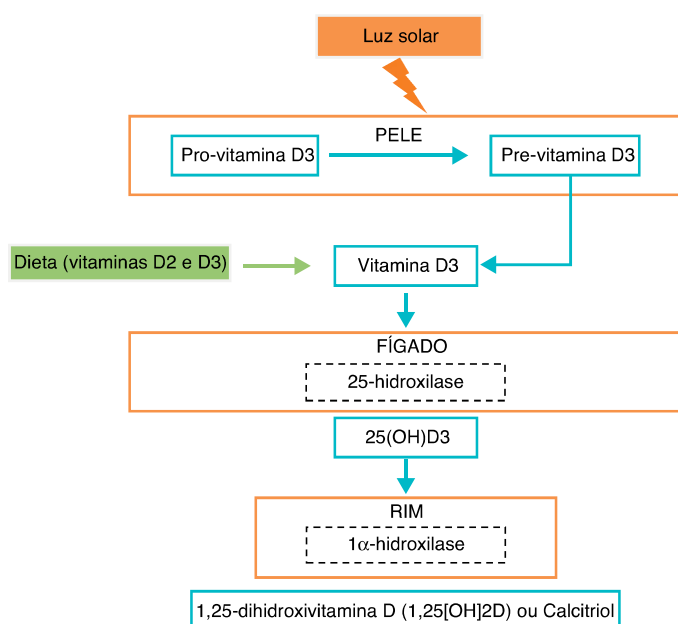 Luz solar
PELE
Pro-vitamina D3
Pre-vitamina D3
Dieta (vitaminas D2 e D3)
Vitamina D3
FÍGADO
25-hidroxilase
25(OH)D3
RIM
1α-hidroxilase
1,25-dihidroxivitamina D (1,25[OH]2D) ou Calcitriol